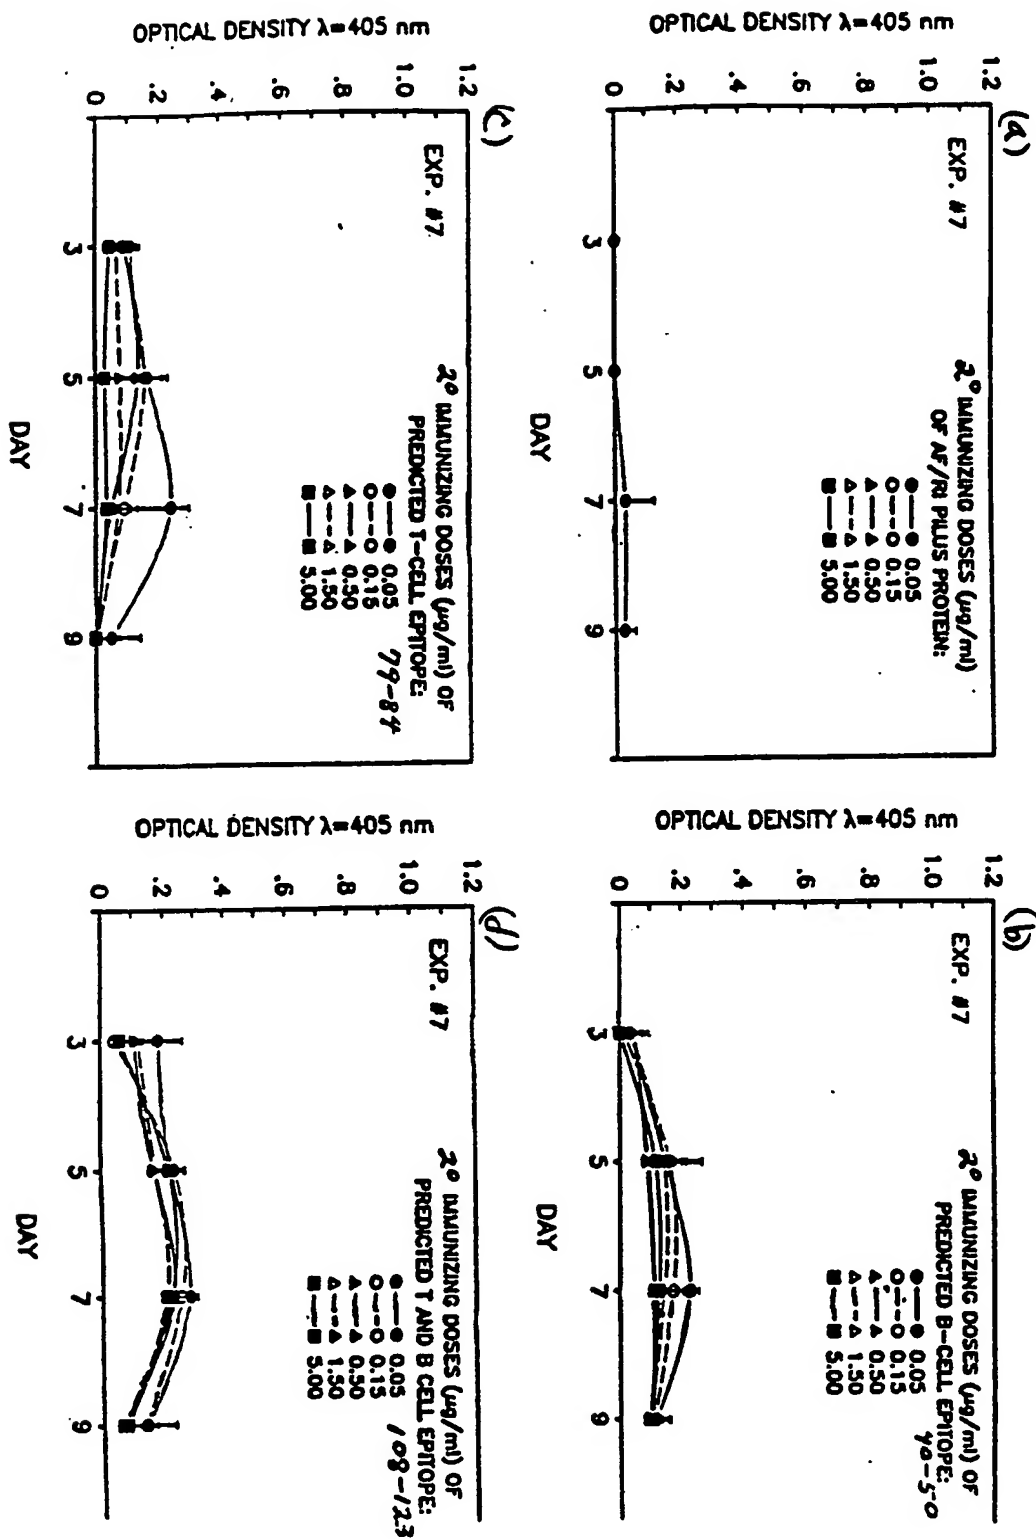 (a)
EXP. #7
2° IMMUNIZING DOSES (µg/ml)
OF AF/R1 PILUS PROTEIN:
●——● 0.05
○---○ 0.15
▲——▲ 0.50
△---△ 1.50
■——■ 5.00
OPTICAL DENSITY λ=405 nm
1.2
1.0
.8
.6
.4
.2
0
3
5
7
9
DAY
(b)
EXP. #7
2° IMMUNIZING DOSES (µg/ml) OF
PREDICTED B-CELL EPITOPE:
40-50
●——● 0.05
○---○ 0.15
▲——▲ 0.50
△---△ 1.50
■——■ 5.00
OPTICAL DENSITY λ=405 nm
1.2
1.0
.8
.6
.4
.2
0
3
5
7
9
DAY
(c)
EXP. #7
2° IMMUNIZING DOSES (µg/ml) OF
PREDICTED T-CELL EPITOPE:
79-84
●——● 0.05
○---○ 0.15
▲——▲ 0.50
△---△ 1.50
■——■ 5.00
OPTICAL DENSITY λ=405 nm
1.2
1.0
.8
.6
.4
.2
0
3
5
7
9
DAY
(d)
EXP. #7
2° IMMUNIZING DOSES (µg/ml) OF
PREDICTED T AND B CELL EPITOPE:
108-123
●——● 0.05
○---○ 0.15
▲——▲ 0.50
△---△ 1.50
■——■ 5.00
OPTICAL DENSITY λ=405 nm
1.2
1.0
.8
.6
.4
.2
0
3
5
7
9
DAY